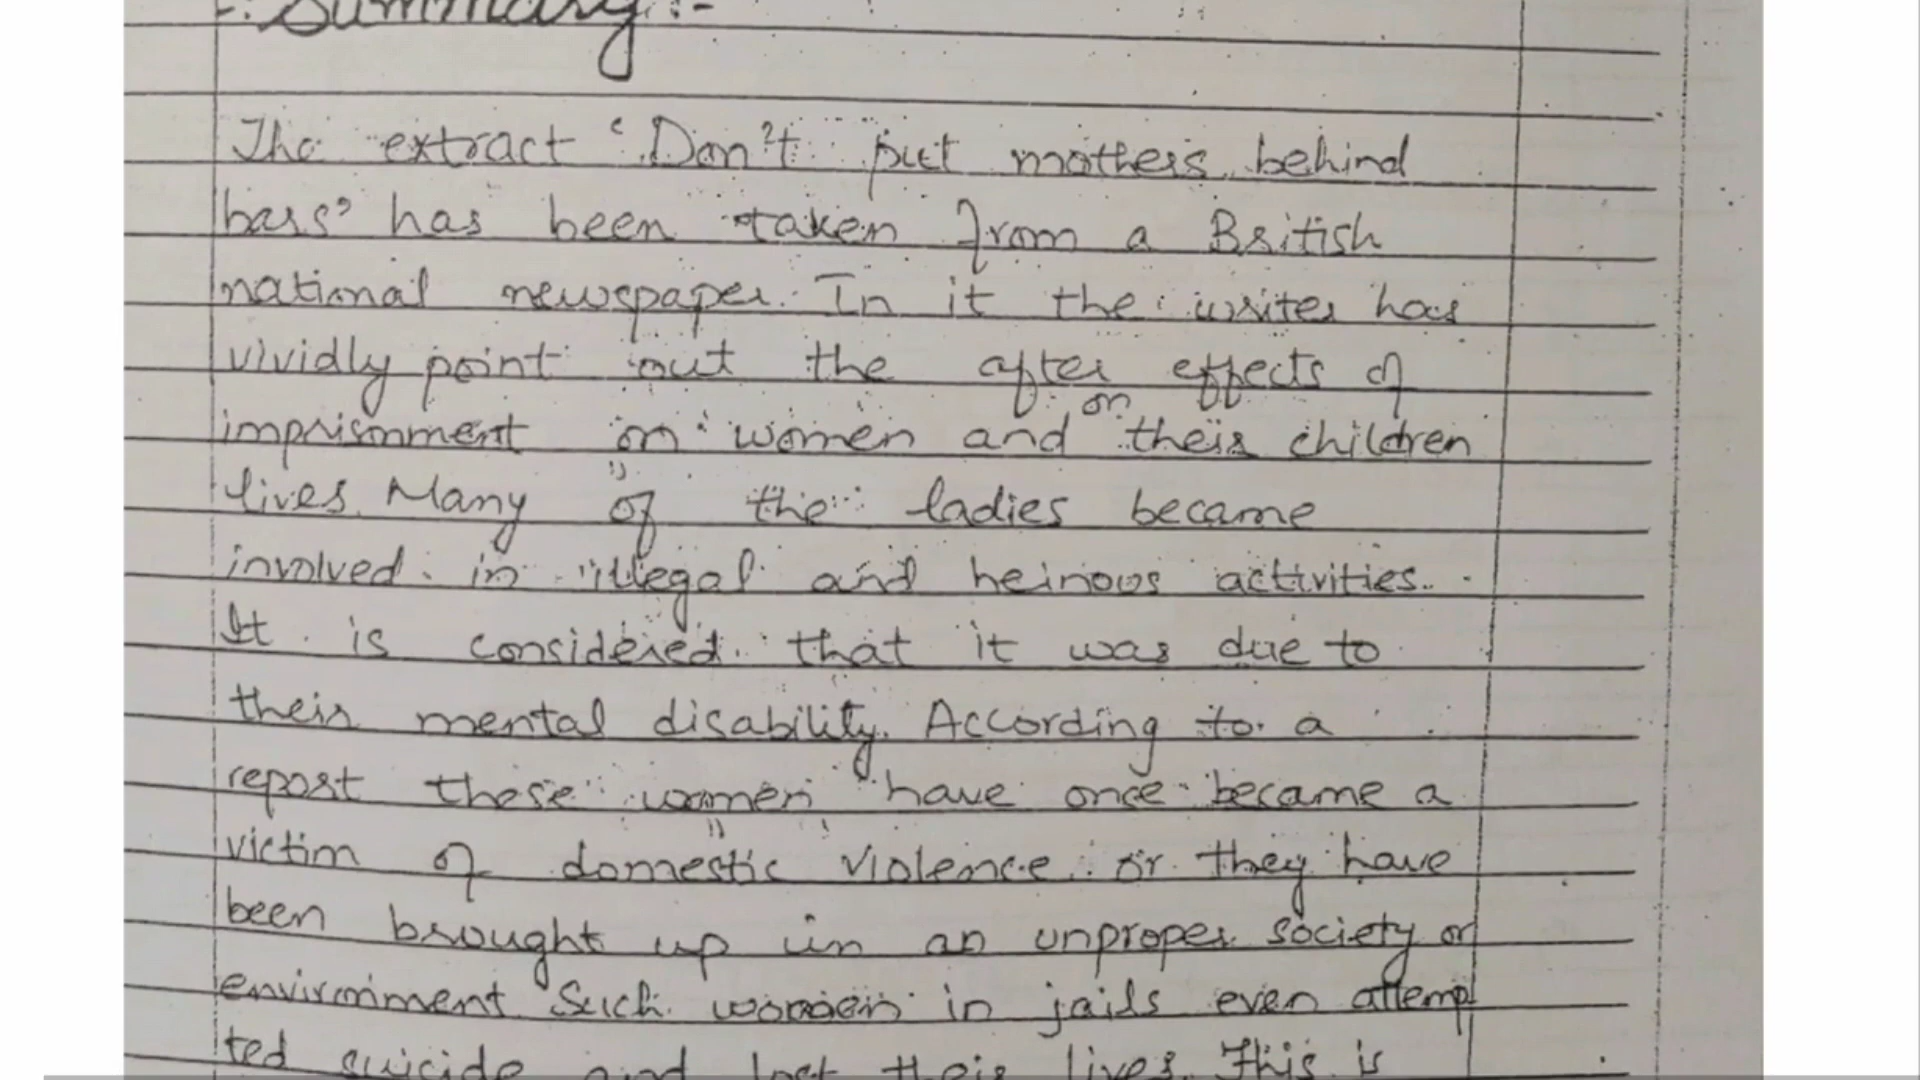 -: Summary :-
The extract 'Don't put mothers behind
bars' has been taken from a British
national newspaper. In it the writer has
vividly point out the after effects of
imprisonment on women and on their children
lives. Many of the ladies became
involved in illegal and heinous activities.
It is considered that it was due to
their mental disability. According to a
report these women have once became a
victim of domestic violence or they have
been brought up in an unproper society or
environment. Such women in jails even attemp
ted suicide and lost their lives. This is